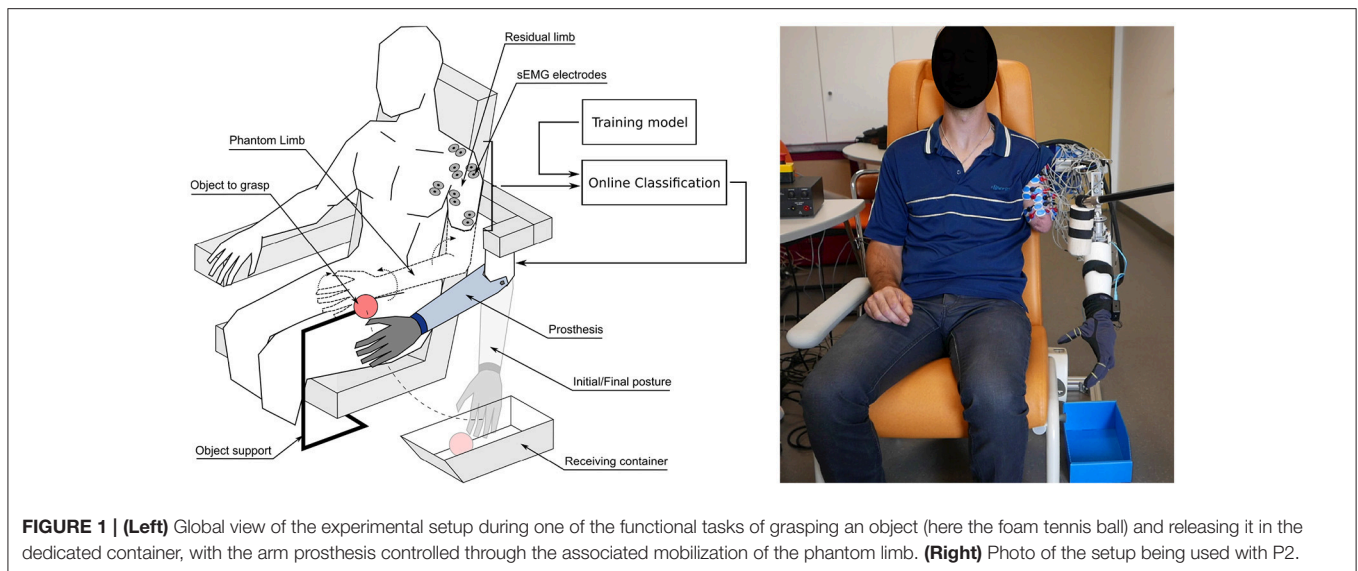 Residual limb
sEMG electrodes
Training model
Phantom Limb
Object to grasp
Online Classification
Prosthesis
Initial/Final posture
Object support
Receiving container
FIGURE 1 | (Left) Global view of the experimental setup during one of the functional tasks of grasping an object (here the foam tennis ball) and releasing it in the
dedicated container, with the arm prosthesis controlled through the associated mobilization of the phantom limb. (Right) Photo of the setup being used with P2.